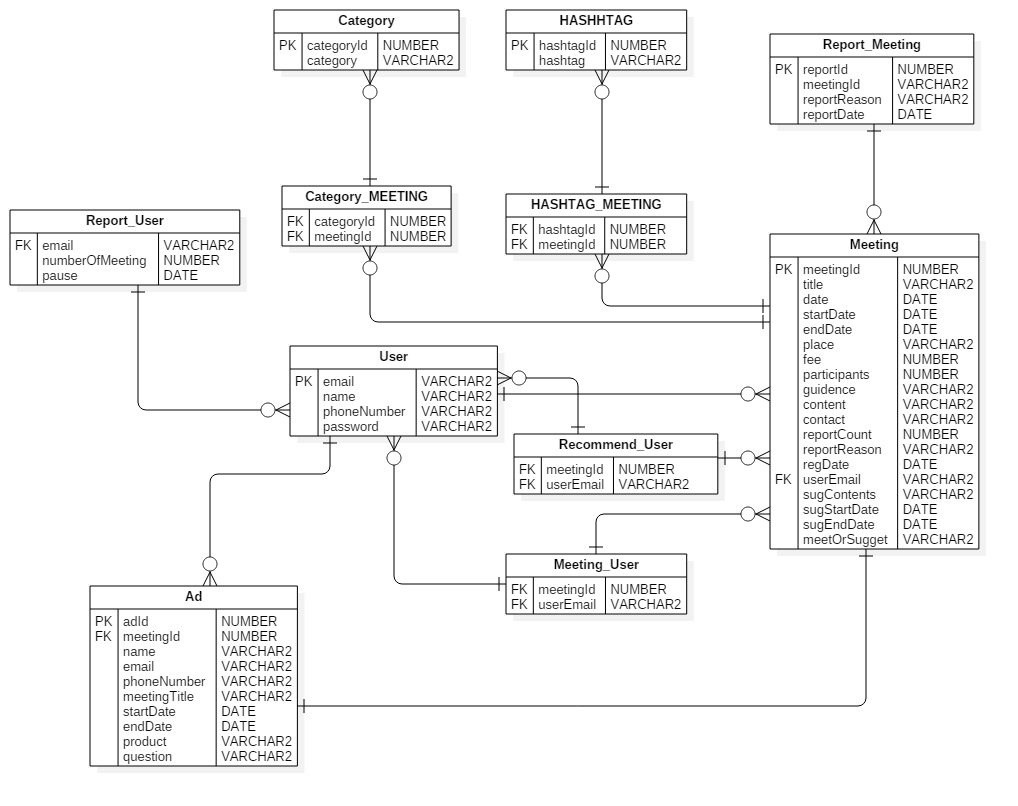 Category
PK categoryId NUMBER
category VARCHAR2
HASHHTAG
PK hashtagId NUMBER
hashtag VARCHAR2
Report_Meeting
PK reportId NUMBER
meetingId VARCHAR2
reportReason VARCHAR2
reportDate DATE
Category_MEETING
FK categoryId NUMBER
FK meetingId NUMBER
HASHTAG_MEETING
FK hashtagId NUMBER
FK meetingId NUMBER
Report_User
FK email VARCHAR2
numberOfMeeting NUMBER
pause DATE
Meeting
PK meetingId NUMBER
title VARCHAR2
date DATE
startDate DATE
endDate DATE
place VARCHAR2
fee NUMBER
participants NUMBER
guidence VARCHAR2
content VARCHAR2
contact VARCHAR2
reportCount NUMBER
reportReason VARCHAR2
regDate DATE
FK userEmail VARCHAR2
sugContents VARCHAR2
sugStartDate DATE
sugEndDate DATE
meetOrSugget VARCHAR2
User
PK email VARCHAR2
name VARCHAR2
phoneNumber VARCHAR2
password VARCHAR2
Recommend_User
FK meetingId NUMBER
FK userEmail VARCHAR2
Meeting_User
FK meetingId NUMBER
FK userEmail VARCHAR2
Ad
PK adId NUMBER
FK meetingId NUMBER
name VARCHAR2
email VARCHAR2
phoneNumber VARCHAR2
meetingTitle VARCHAR2
startDate DATE
endDate DATE
product VARCHAR2
question VARCHAR2